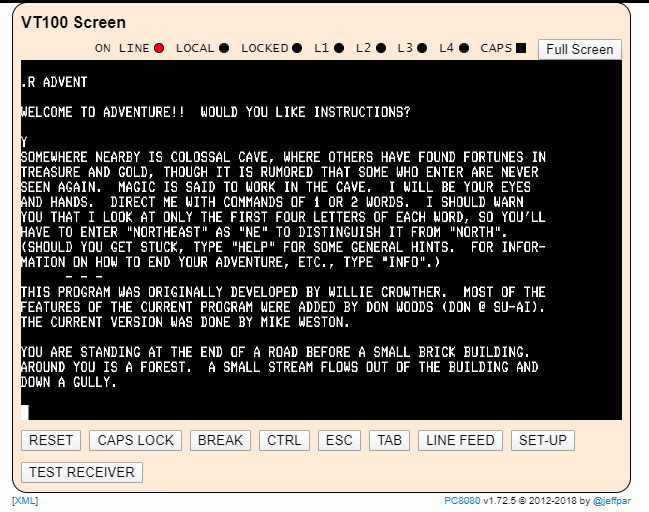 VT100 Screen
ON LINE LOCAL LOCKED L1 L2 L3 L4 CAPS Full Screen
.R ADVENT
WELCOME TO ADVENTURE!!  WOULD YOU LIKE INSTRUCTIONS?
Y
SOMEWHERE NEARBY IS COLOSSAL CAVE, WHERE OTHERS HAVE FOUND FORTUNES IN
TREASURE AND GOLD, THOUGH IT IS RUMORED THAT SOME WHO ENTER ARE NEVER
SEEN AGAIN.  MAGIC IS SAID TO WORK IN THE CAVE.  I WILL BE YOUR EYES
AND HANDS.  DIRECT ME WITH COMMANDS OF 1 OR 2 WORDS.  I SHOULD WARN
YOU THAT I LOOK AT ONLY THE FIRST FOUR LETTERS OF EACH WORD, SO YOU'LL
HAVE TO ENTER "NORTHEAST" AS "NE" TO DISTINGUISH IT FROM "NORTH".
(SHOULD YOU GET STUCK, TYPE "HELP" FOR SOME GENERAL HINTS.  FOR INFOR-
MATION ON HOW TO END YOUR ADVENTURE, ETC., TYPE "INFO".)
- - -
THIS PROGRAM WAS ORIGINALLY DEVELOPED BY WILLIE CROWTHER.  MOST OF THE
FEATURES OF THE CURRENT PROGRAM WERE ADDED BY DON WOODS (DON @ SU-AI).
THE CURRENT VERSION WAS DONE BY MIKE WESTON.
YOU ARE STANDING AT THE END OF A ROAD BEFORE A SMALL BRICK BUILDING.
AROUND YOU IS A FOREST.  A SMALL STREAM FLOWS OUT OF THE BUILDING AND
DOWN A GULLY.
RESET CAPS LOCK BREAK CTRL ESC TAB LINE FEED SET-UP
TEST RECEIVER
[XML] PC8080 v1.72.5 © 2012-2018 by @jeffpar